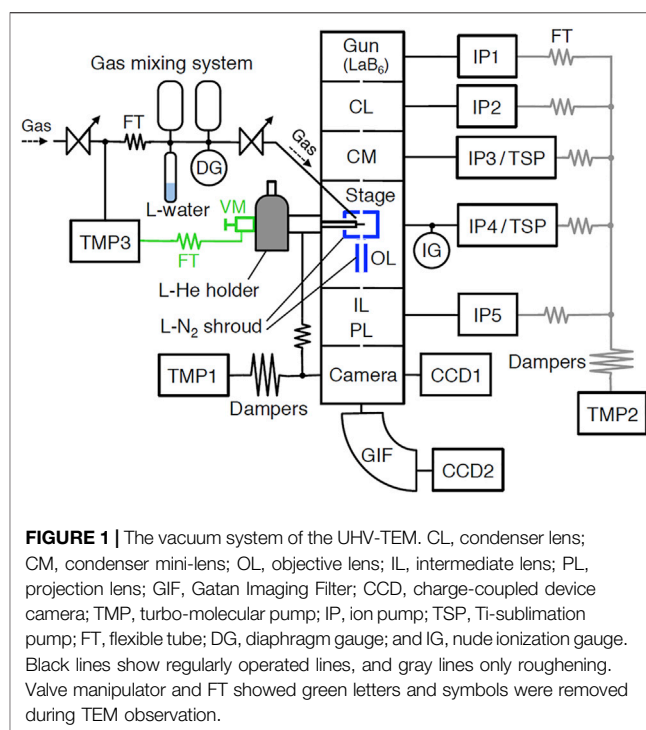 Gas mixing system
Gas
FT
DG
L-water
TMP3
VM
FT
L-He holder
L-N₂ shroud
TMP1
Dampers
Gas
Gun
(LaB₆)
CL
CM
Stage
OL
IL
PL
Camera
GIF
IP1
FT
IP2
IP3/TSP
IP4/TSP
IG
IP5
Dampers
TMP2
CCD1
CCD2
FIGURE 1 | The vacuum system of the UHV-TEM. CL, condenser lens;
CM, condenser mini-lens; OL, objective lens; IL, intermediate lens; PL,
projection lens; GIF, Gatan Imaging Filter; CCD, charge-coupled device
camera; TMP, turbo-molecular pump; IP, ion pump; TSP, Ti-sublimation
pump; FT, flexible tube; DG, diaphragm gauge; and IG, nude ionization gauge.
Black lines show regularly operated lines, and gray lines only roughening.
Valve manipulator and FT showed green letters and symbols were removed
during TEM observation.